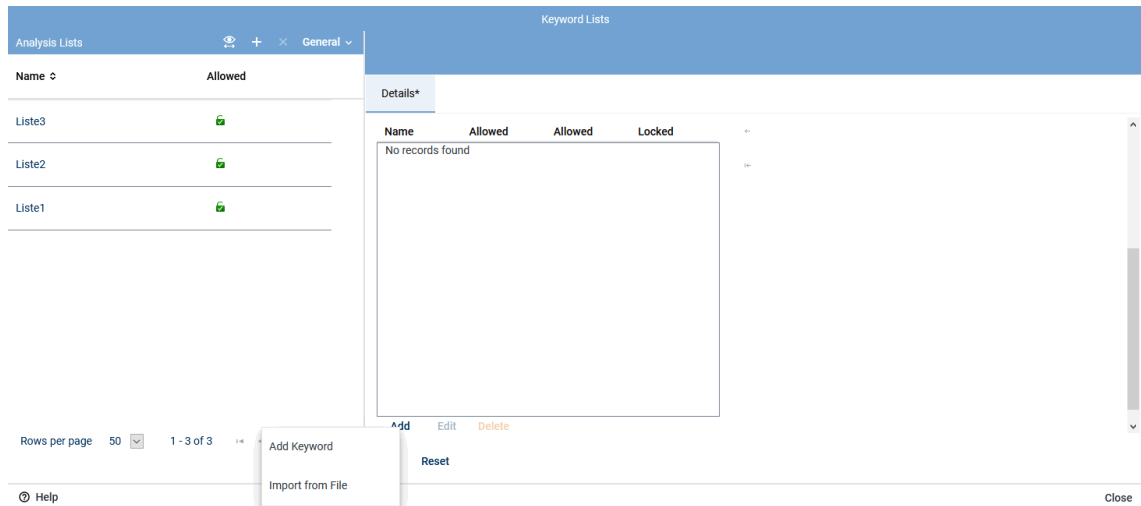 Keyword Lists
Analysis Lists
General
Name
Allowed
Liste3
Liste2
Liste1
Rows per page 50 1 - 3 of 3
Details*
Name Allowed Allowed Locked
No records found
Add Edit Delete
Reset
Add Keyword
Import from File
Help
Close